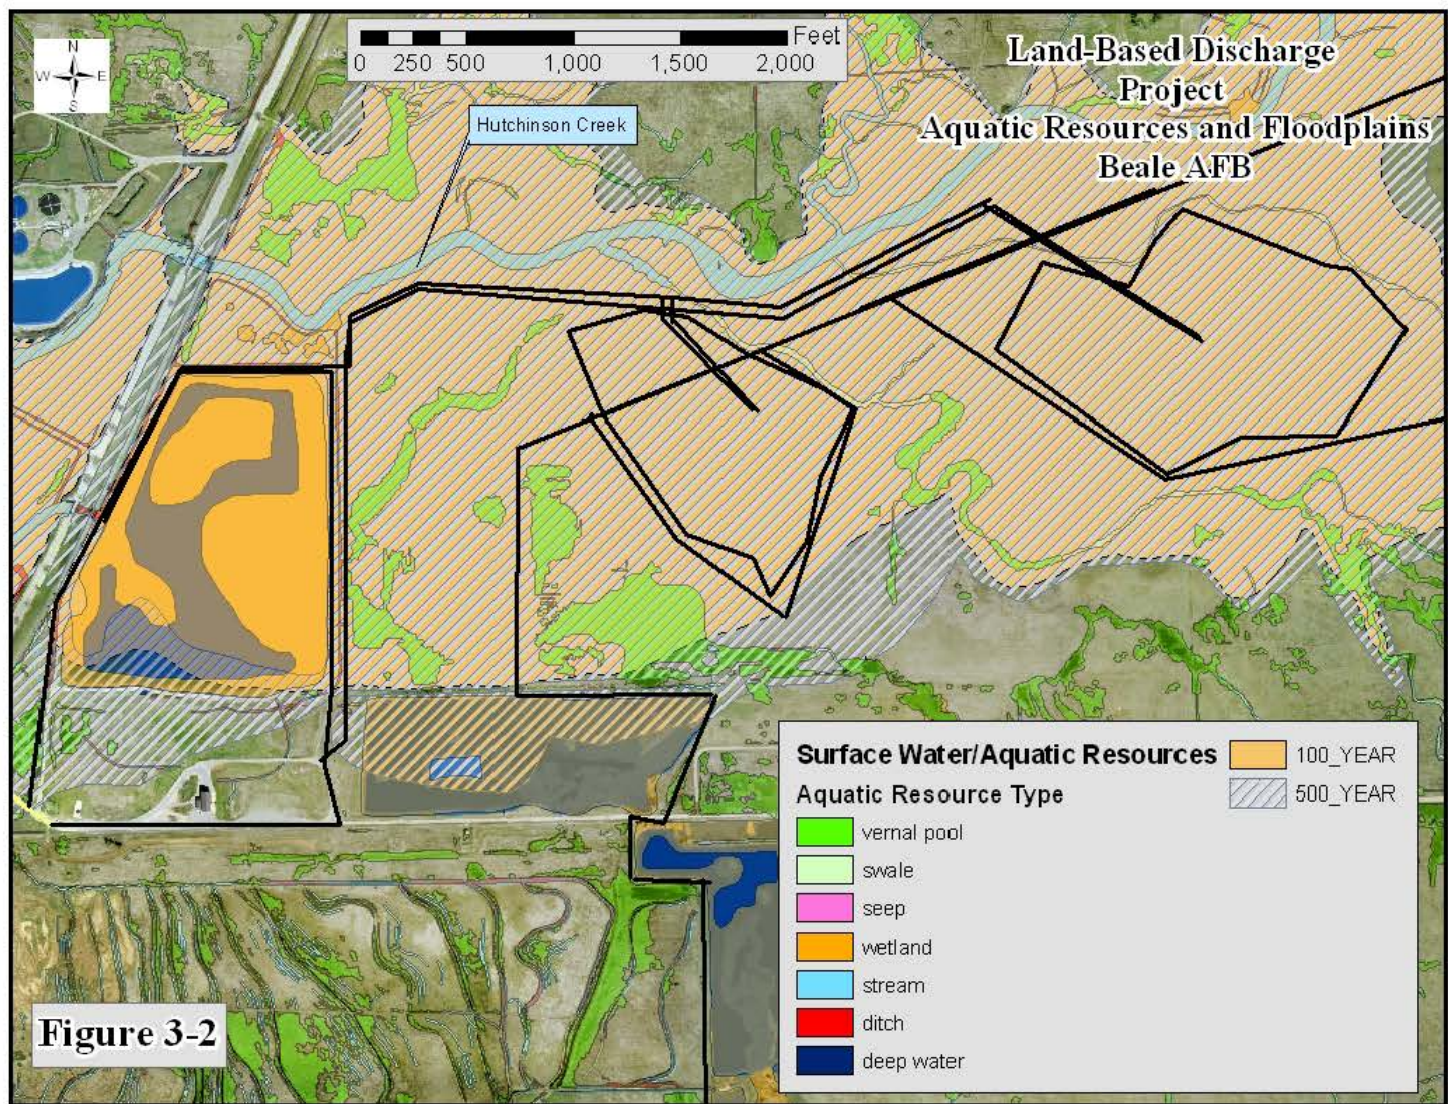 N
W E
S
Feet
0 250 500 1,000 1,500 2,000
Land-Based Discharge
Project
Aquatic Resources and Floodplains
Beale AFB
Hutchinson Creek
Surface Water/Aquatic Resources
Aquatic Resource Type
vernal pool
swale
seep
wetland
stream
ditch
deep water
100_YEAR
500_YEAR
Figure 3-2